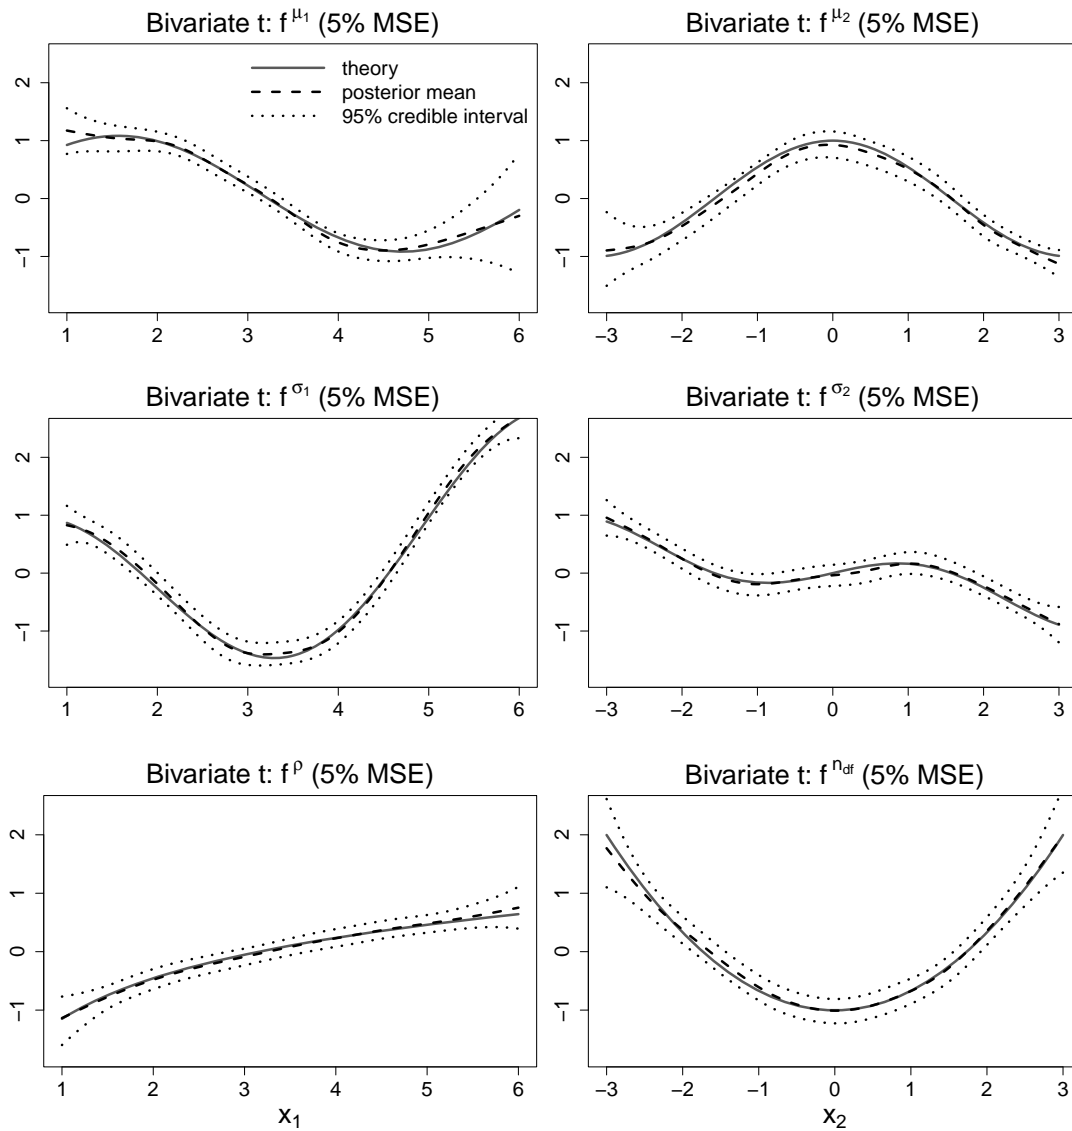 Bivariate t: f^μ₁ (5% MSE)
Bivariate t: f^μ₂ (5% MSE)
theory
posterior mean
95% credible interval
2
1
0
−1
1 2 3 4 5 6
2
1
0
−1
−3 −2 −1 0 1 2 3
Bivariate t: f^σ₁ (5% MSE)
Bivariate t: f^σ₂ (5% MSE)
2
1
0
−1
1 2 3 4 5 6
2
1
0
−1
−3 −2 −1 0 1 2 3
Bivariate t: f^ρ (5% MSE)
Bivariate t: f^n_df (5% MSE)
2
1
0
−1
1 2 3 4 5 6
x₁
2
1
0
−1
−3 −2 −1 0 1 2 3
x₂